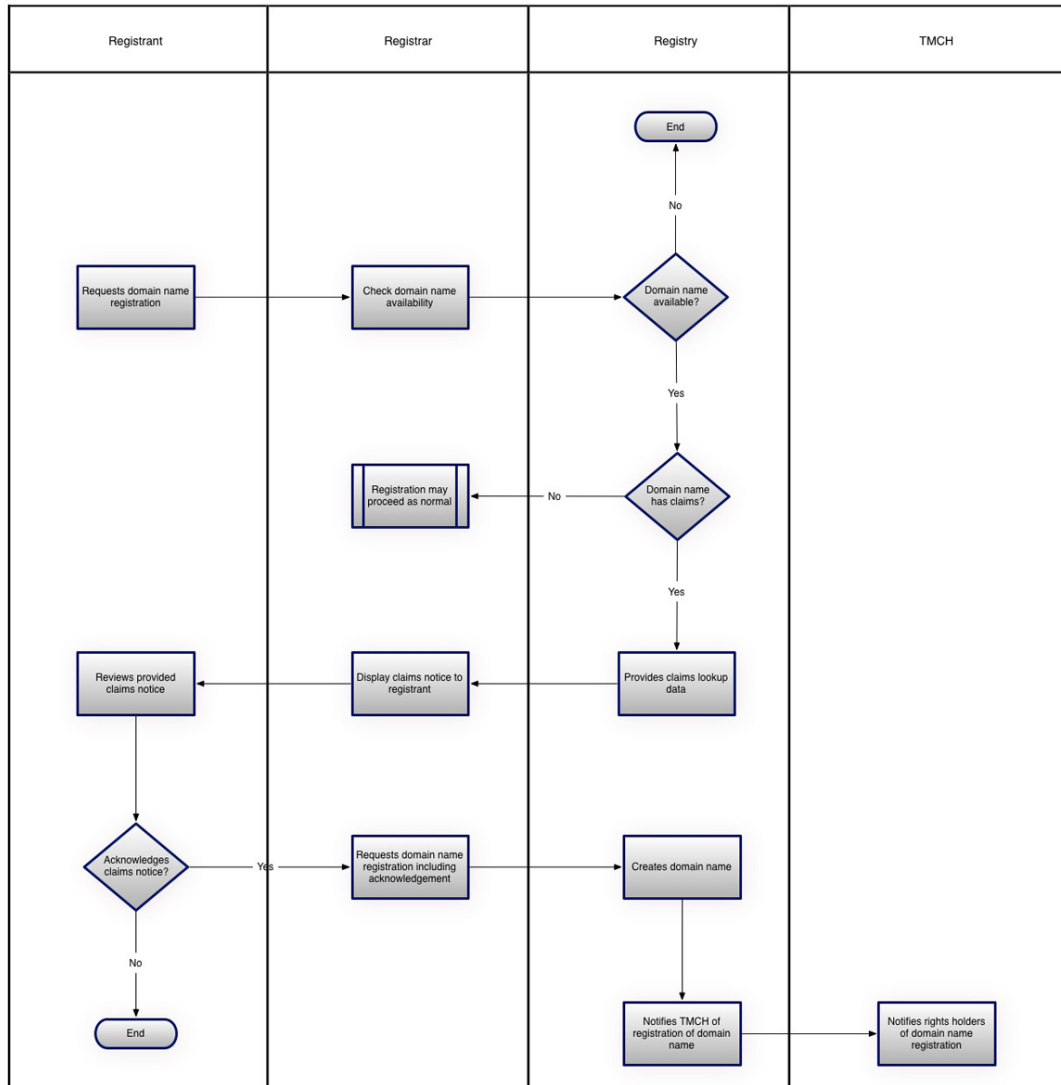 Registrant
Registrar
Registry
TMCH
End
No
Requests domain name
registration
Check domain name
availability
Domain name
available?
Yes
Registration may
proceed as normal
No
Domain name
has claims?
Yes
Reviews provided
claims notice
Display claims notice to
registrant
Provides claims lookup
data
Acknowledges
claims notice?
Yes
Requests domain name
registration including
acknowledgement
Creates domain name
No
End
Notifies TMCH of
registration of domain
name
Notifies rights holders
of domain name
registration